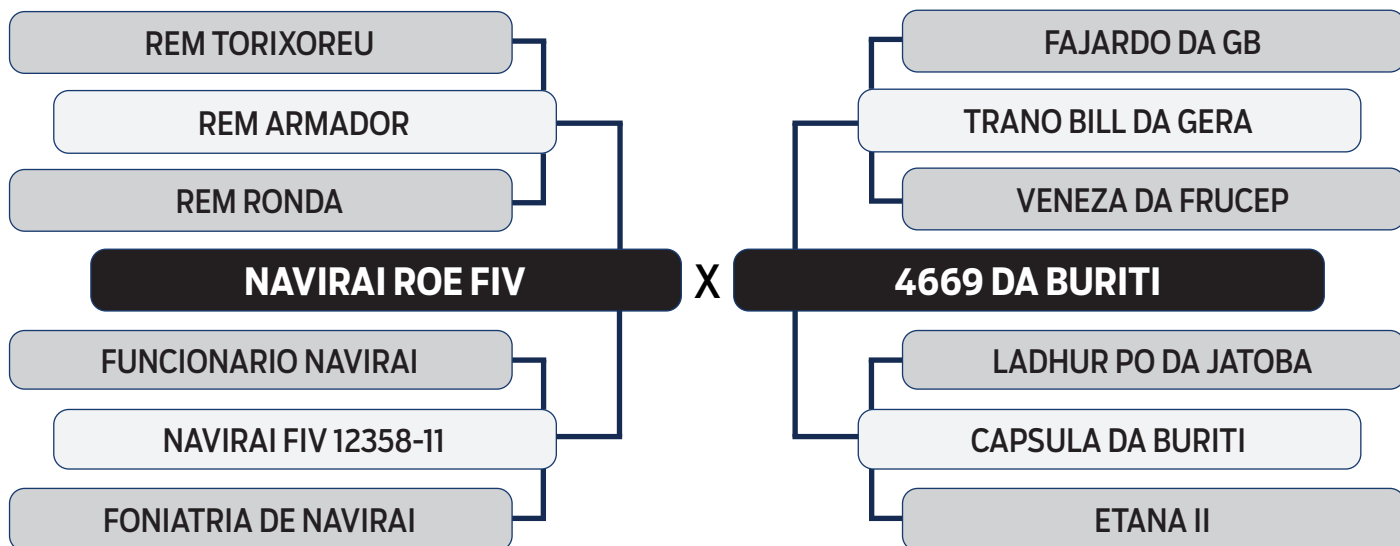 REM TORIXOREU
FAJARDO DA GB
REM ARMADOR
TRANO BILL DA GERA
REM RONDA
VENEZA DA FRUCEP
NAVIRAI ROE FIV X 4669 DA BURITI
FUNCIONARIO NAVIRAI
LADHUR PO DA JATOBA
NAVIRAI FIV 12358-11
CAPSULA DA BURITI
FONIATRIA DE NAVIRAI
ETANA II